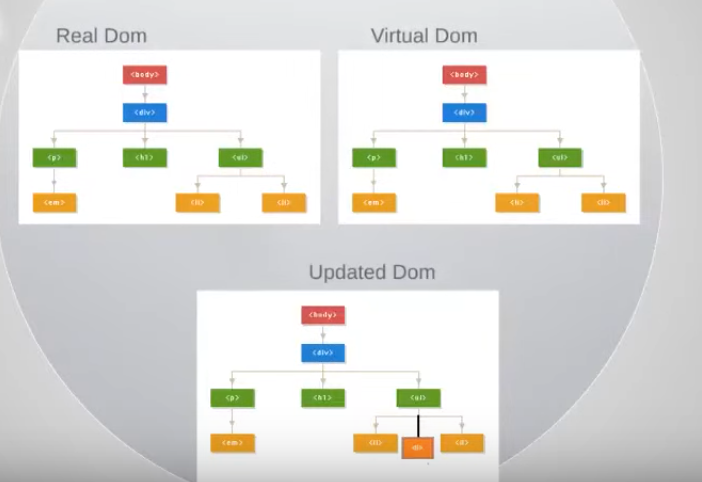 Real Dom
Virtual Dom
<body>
<body>
<div>
<div>
<p> <h1> <ul>
<p> <h1> <ul>
<em> <li> <li>
<em> <li> <li>
Updated Dom
<body>
<div>
<p> <h1> <ul>
<em> <li> <li>